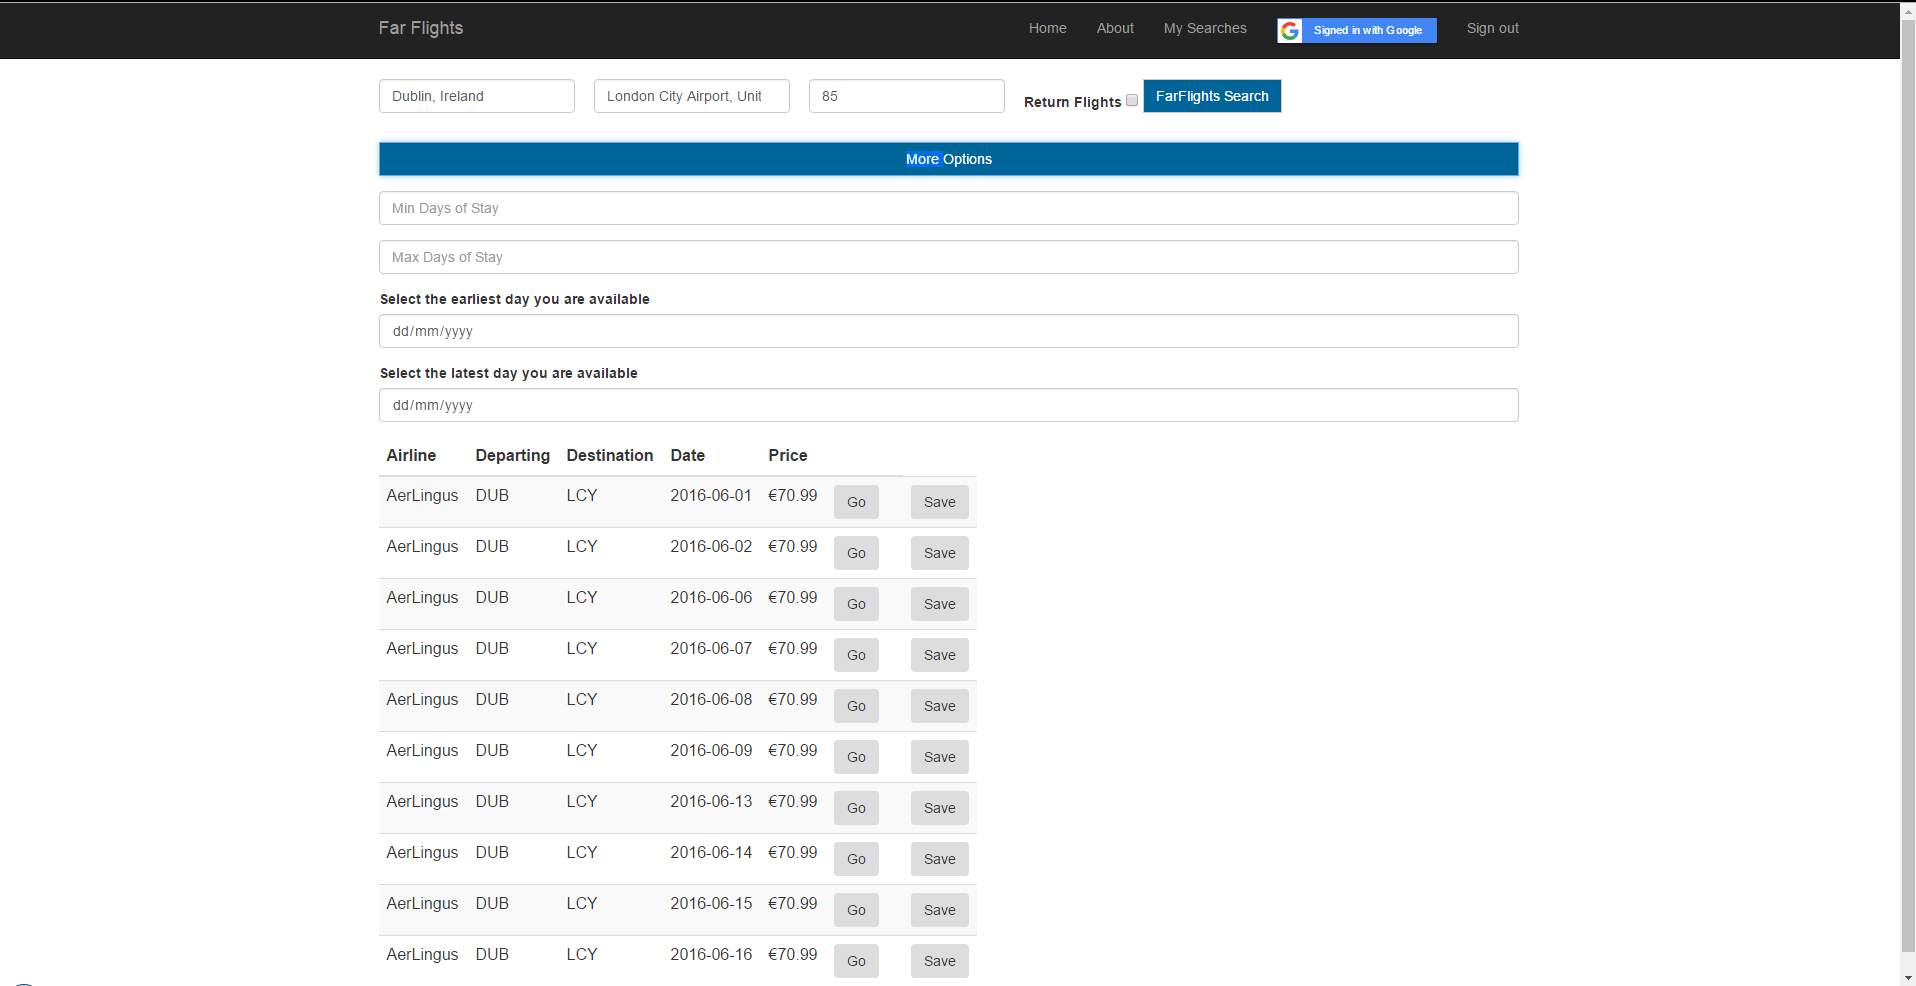 Far Flights Home About My Searches Signed in with Google Sign out
Dublin, Ireland London City Airport, Unit 85 Return Flights FarFlights Search
More Options
Min Days of Stay
Max Days of Stay
Select the earliest day you are available
dd/mm/yyyy
Select the latest day you are available
dd/mm/yyyy
Airline Departing Destination Date Price
AerLingus DUB LCY 2016-06-01 €70.99 Go Save
AerLingus DUB LCY 2016-06-02 €70.99 Go Save
AerLingus DUB LCY 2016-06-06 €70.99 Go Save
AerLingus DUB LCY 2016-06-07 €70.99 Go Save
AerLingus DUB LCY 2016-06-08 €70.99 Go Save
AerLingus DUB LCY 2016-06-09 €70.99 Go Save
AerLingus DUB LCY 2016-06-13 €70.99 Go Save
AerLingus DUB LCY 2016-06-14 €70.99 Go Save
AerLingus DUB LCY 2016-06-15 €70.99 Go Save
AerLingus DUB LCY 2016-06-16 €70.99 Go Save